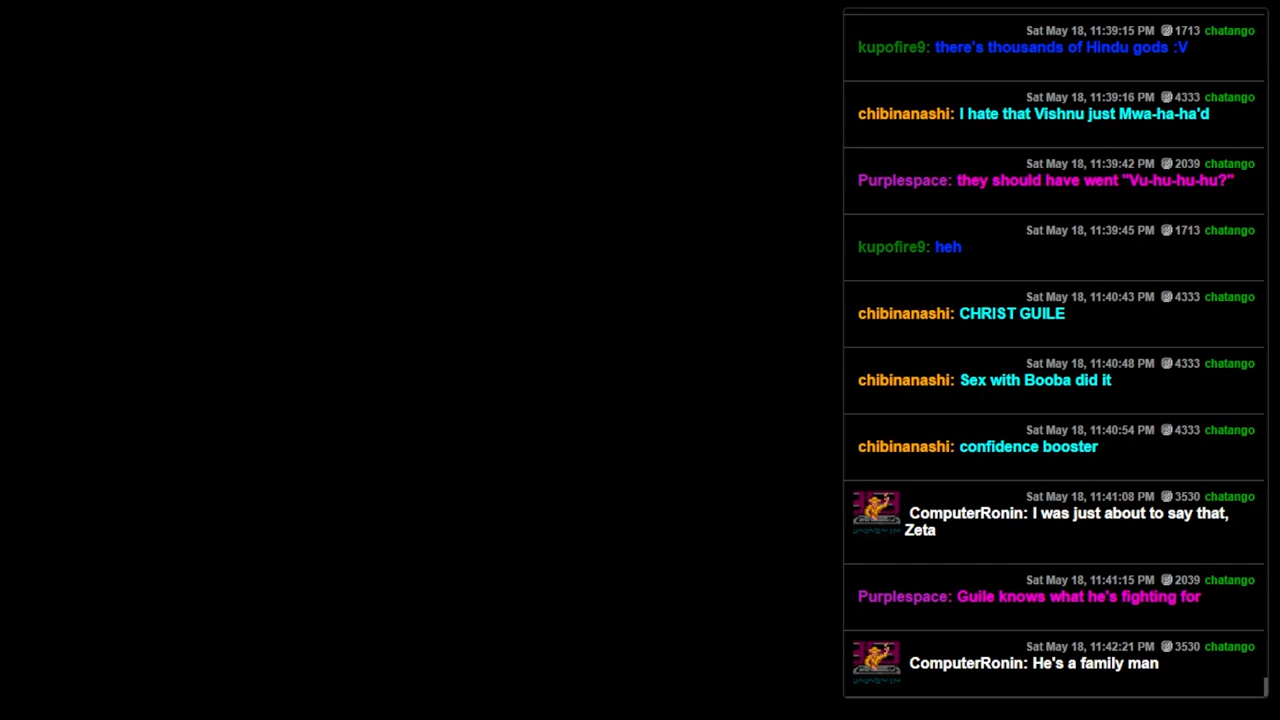 Sat May 18, 11:39:15 PM 1713 chatango
kupofire9: there's thousands of Hindu gods :V
Sat May 18, 11:39:16 PM 4333 chatango
chibinanashi: I hate that Vishnu just Mwa-ha-ha'd
Sat May 18, 11:39:42 PM 2039 chatango
Purplespace: they should have went "Vu-hu-hu-hu?"
Sat May 18, 11:39:45 PM 1713 chatango
kupofire9: heh
Sat May 18, 11:40:43 PM 4333 chatango
chibinanashi: CHRIST GUILE
Sat May 18, 11:40:48 PM 4333 chatango
chibinanashi: Sex with Booba did it
Sat May 18, 11:40:54 PM 4333 chatango
chibinanashi: confidence booster
Sat May 18, 11:41:08 PM 3530 chatango
ComputerRonin: I was just about to say that,
Zeta
Sat May 18, 11:41:15 PM 2039 chatango
Purplespace: Guile knows what he's fighting for
Sat May 18, 11:42:21 PM 3530 chatango
ComputerRonin: He's a family man